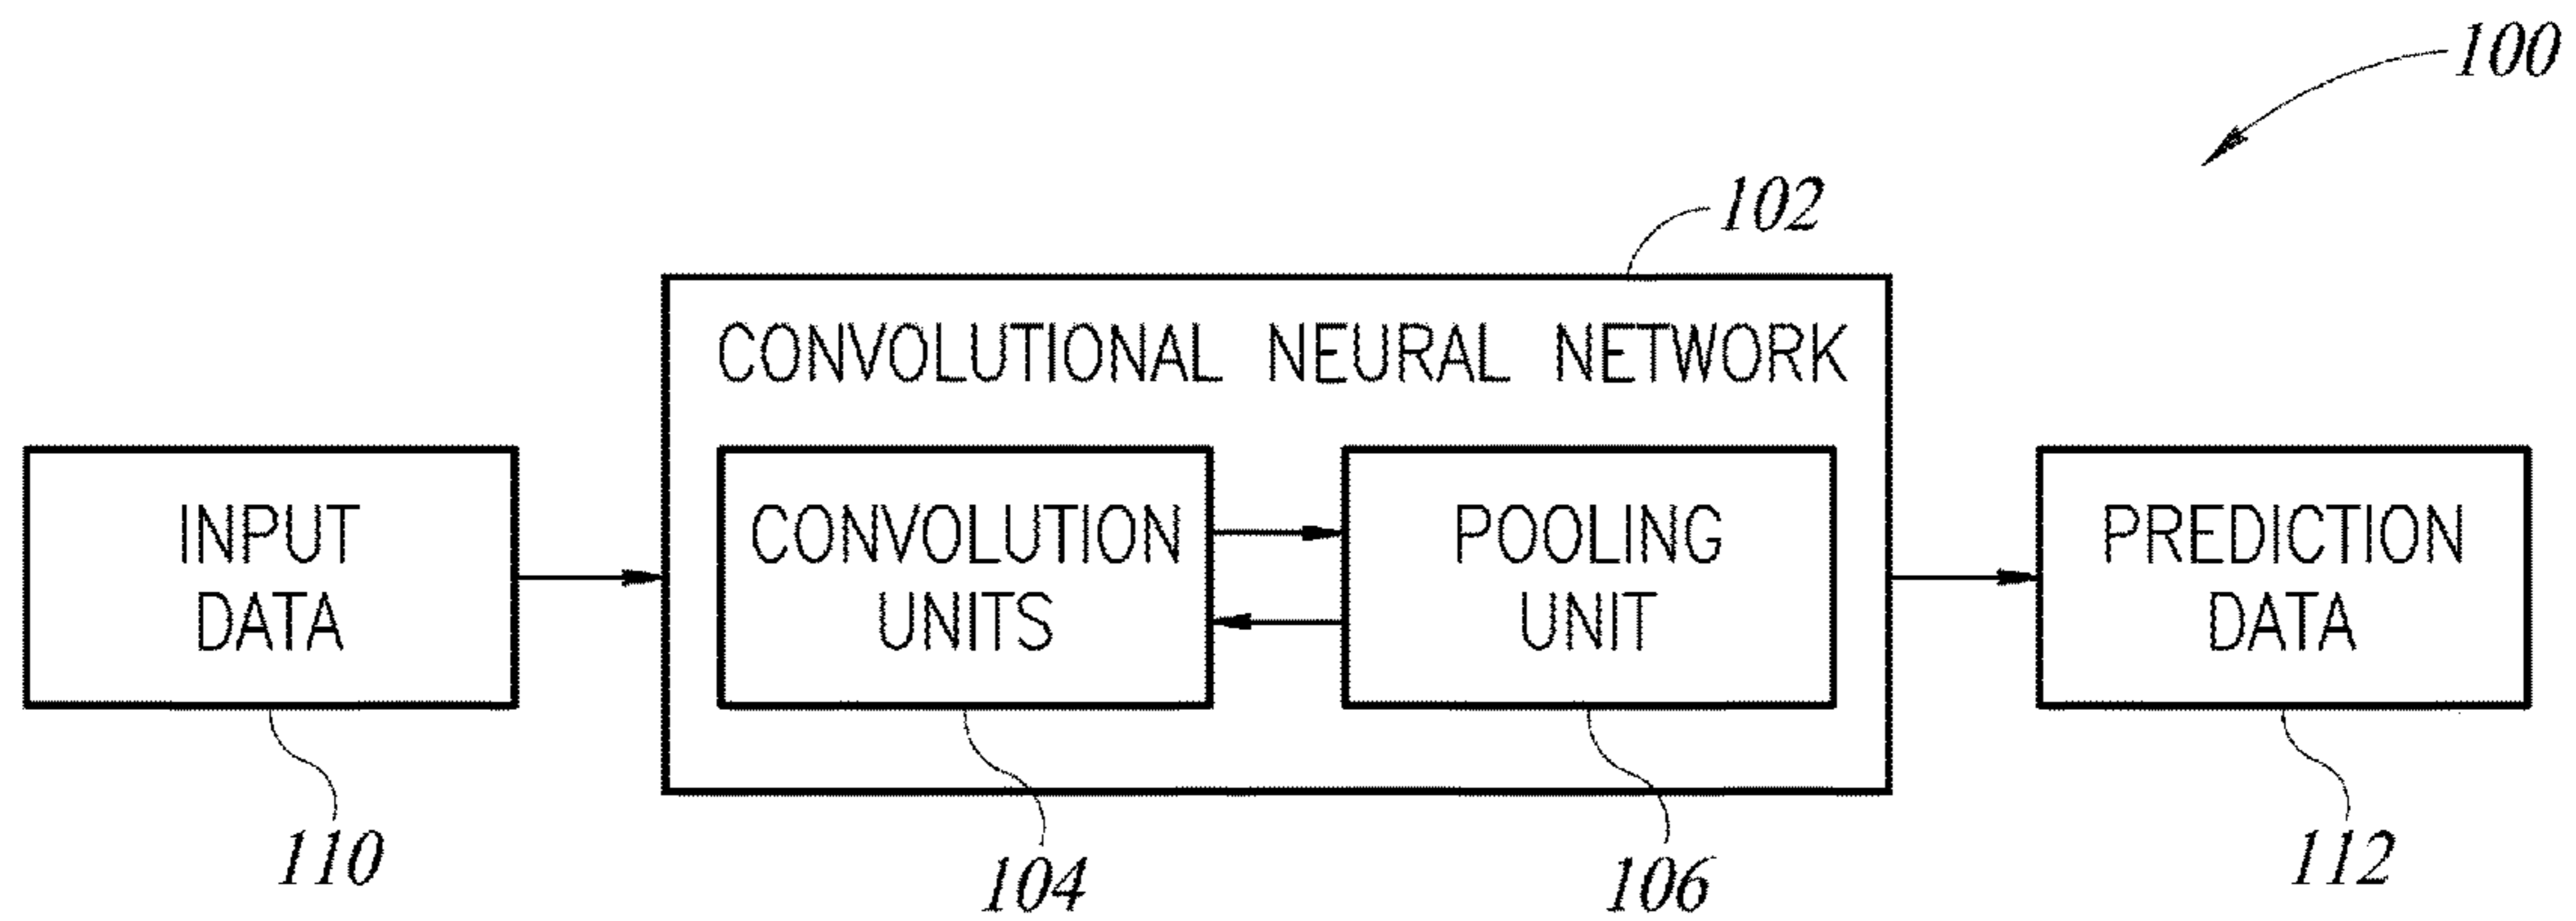 100
102
CONVOLUTIONAL NEURAL NETWORK
INPUT
DATA
CONVOLUTION
UNITS
POOLING
UNIT
PREDICTION
DATA
110
104
106
112